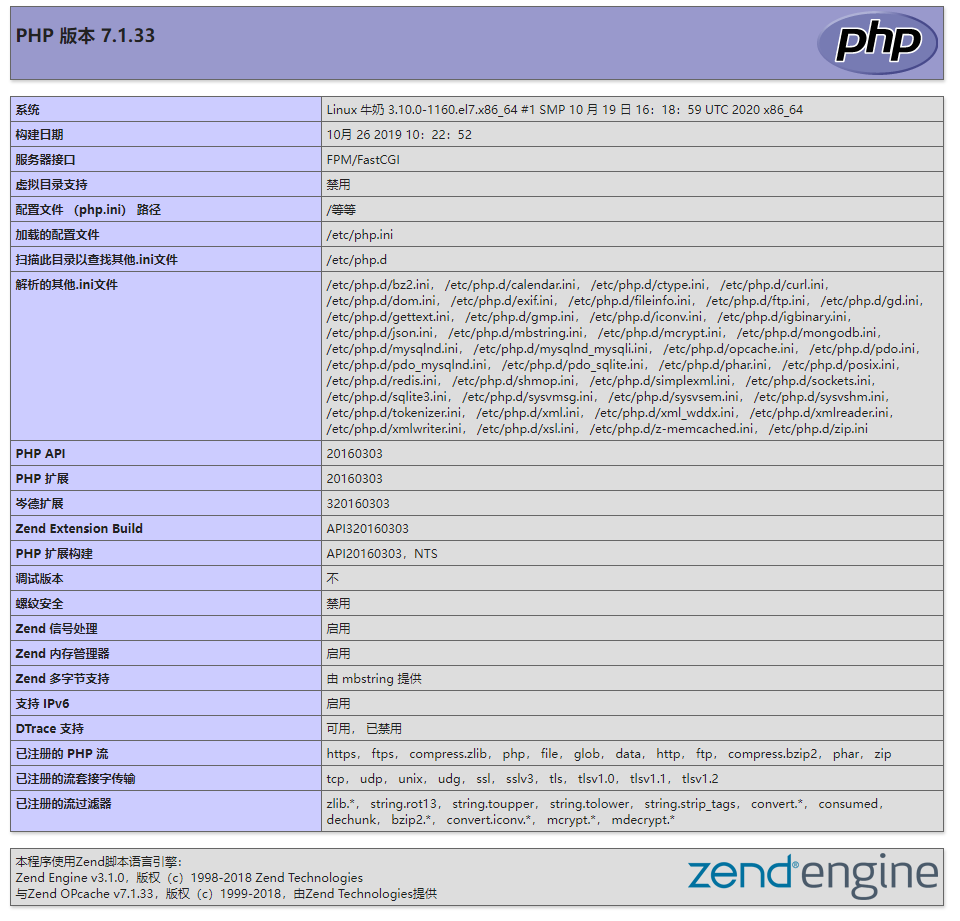 PHP 版本 7.1.33
php
系统 Linux 牛奶 3.10.0-1160.el7.x86_64 #1 SMP 10 月 19 日 16：18：59 UTC 2020 x86_64
构建日期 10月 26 2019 10：22：52
服务器接口 FPM/FastCGI
虚拟目录支持 禁用
配置文件 （php.ini） 路径 /等等
加载的配置文件 /etc/php.ini
扫描此目录以查找其他.ini文件 /etc/php.d
解析的其他.ini文件 /etc/php.d/bz2.ini， /etc/php.d/calendar.ini， /etc/php.d/ctype.ini， /etc/php.d/curl.ini，
/etc/php.d/dom.ini， /etc/php.d/exif.ini， /etc/php.d/fileinfo.ini， /etc/php.d/ftp.ini， /etc/php.d/gd.ini，
/etc/php.d/gettext.ini， /etc/php.d/gmp.ini， /etc/php.d/iconv.ini， /etc/php.d/igbinary.ini，
/etc/php.d/json.ini， /etc/php.d/mbstring.ini， /etc/php.d/mcrypt.ini， /etc/php.d/mongodb.ini，
/etc/php.d/mysqlnd.ini， /etc/php.d/mysqlnd_mysqli.ini， /etc/php.d/opcache.ini， /etc/php.d/pdo.ini，
/etc/php.d/pdo_mysqlnd.ini， /etc/php.d/pdo_sqlite.ini， /etc/php.d/phar.ini， /etc/php.d/posix.ini，
/etc/php.d/redis.ini， /etc/php.d/shmop.ini， /etc/php.d/simplexml.ini， /etc/php.d/sockets.ini，
/etc/php.d/sqlite3.ini， /etc/php.d/sysvmsg.ini， /etc/php.d/sysvsem.ini， /etc/php.d/sysvshm.ini，
/etc/php.d/tokenizer.ini， /etc/php.d/xml.ini， /etc/php.d/xml_wddx.ini， /etc/php.d/xmlreader.ini，
/etc/php.d/xmlwriter.ini， /etc/php.d/xsl.ini， /etc/php.d/z-memcached.ini， /etc/php.d/zip.ini
PHP API 20160303
PHP 扩展 20160303
岑德扩展 320160303
Zend Extension Build API320160303
PHP 扩展构建 API20160303，NTS
调试版本 不
螺纹安全 禁用
Zend 信号处理 启用
Zend 内存管理器 启用
Zend 多字节支持 由 mbstring 提供
支持 IPv6 启用
DTrace 支持 可用， 已禁用
已注册的 PHP 流 https， ftps， compress.zlib， php， file， glob， data， http， ftp， compress.bzip2， phar， zip
已注册的流套接字传输 tcp， udp， unix， udg， ssl， sslv3， tls， tlsv1.0， tlsv1.1， tlsv1.2
已注册的流过滤器 zlib.*， string.rot13， string.toupper， string.tolower， string.strip_tags， convert.*， consumed，
dechunk， bzip2.*， convert.iconv.*， mcrypt.*， mdecrypt.*
本程序使用Zend脚本语言引擎：
Zend Engine v3.1.0，版权（c）1998-2018 Zend Technologies
与Zend OPcache v7.1.33，版权（c）1999-2018，由Zend Technologies提供
zend®engine